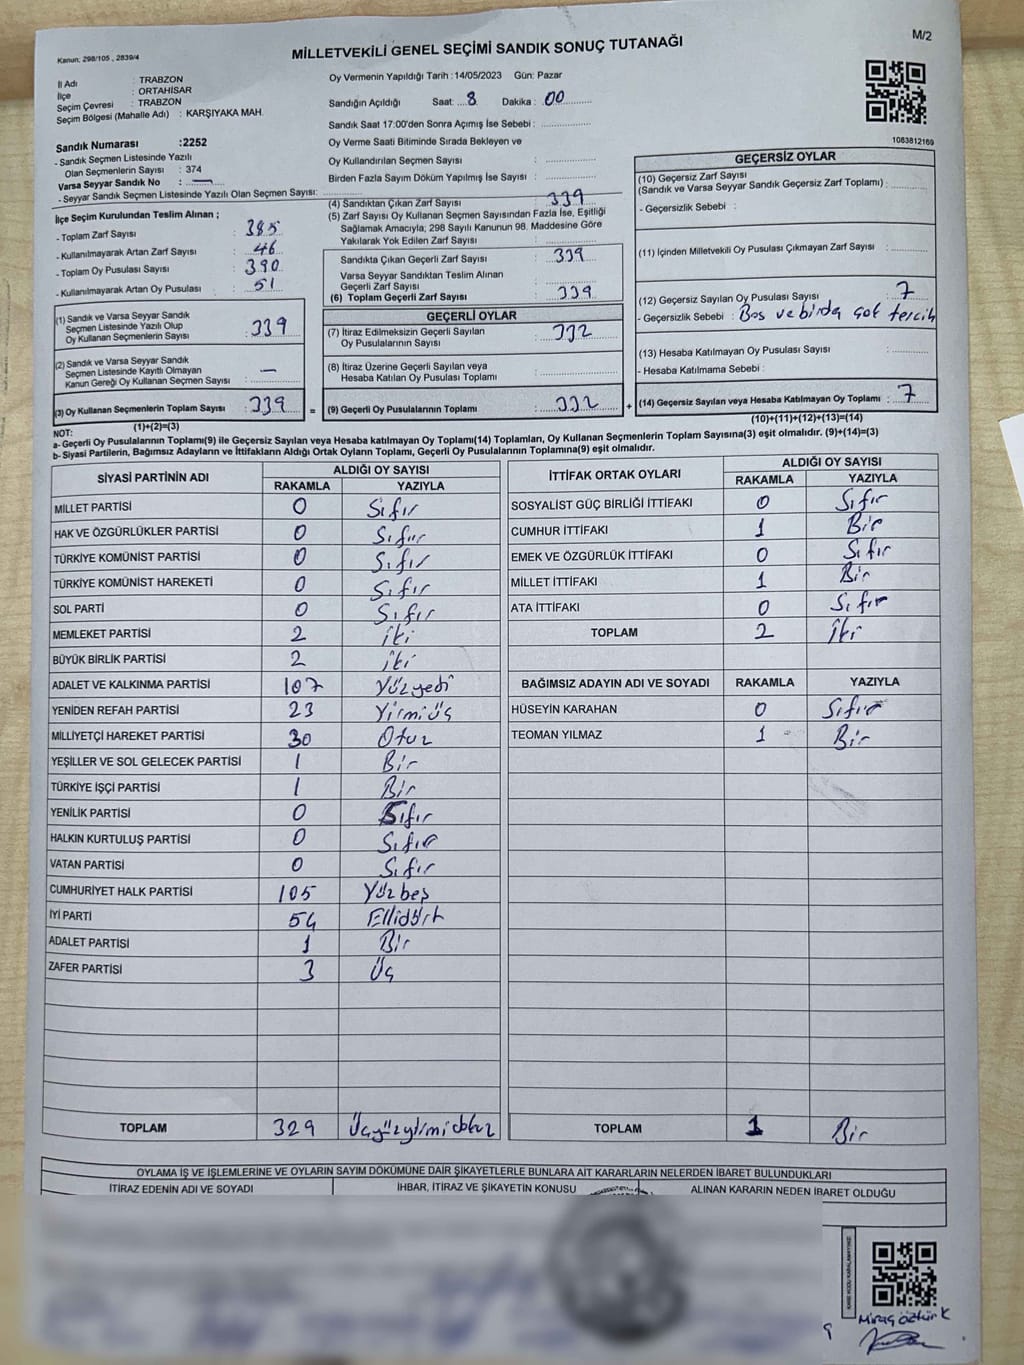 M/2
Kanun; 298/105 , 2839/4
MİLLETVEKİLİ GENEL SEÇİMİ SANDIK SONUÇ TUTANAĞI
İl Adı : TRABZON
İlçe : ORTAHİSAR
Seçim Çevresi : TRABZON
Seçim Bölgesi (Mahalle Adı) : KARŞIYAKA MAH.
Sandık Numarası :2252
- Sandık Seçmen Listesinde Yazılı
Olan Seçmenlerin Sayısı : 374
Varsa Seyyar Sandık No : —
- Seyyar Sandık Seçmen Listesinde Yazılı Olan Seçmen Sayısı:
Oy Vermenin Yapıldığı Tarih :14/05/2023 Gün: Pazar
Sandığın Açıldığı Saat: 8 Dakika : 00
Sandık Saat 17:00'den Sonra Açımış İse Sebebi :
Oy Verme Saati Bitiminde Sırada Bekleyen ve
Oy Kullandırılan Seçmen Sayısı :
Birden Fazla Sayım Döküm Yapılmış İse Sayısı :
1083812169
İlçe Seçim Kurulundan Teslim Alınan ;
- Toplam Zarf Sayısı : 385
- Kullanılmayarak Artan Zarf Sayısı : 46
- Toplam Oy Pusulası Sayısı : 390
- Kullanılmayarak Artan Oy Pusulası : 51
(1) Sandık ve Varsa Seyyar Sandık
Seçmen Listesinde Yazılı Olup
Oy Kullanan Seçmenlerin Sayısı : 339
(2) Sandık ve Varsa Seyyar Sandık
Seçmen Listesinde Kayıtlı Olmayan
Kanun Gereği Oy Kullanan Seçmen Sayısı : —
(3) Oy Kullanan Seçmenlerin Toplam Sayısı : 339 =
(1)+(2)=(3)
(4) Sandıktan Çıkan Zarf Sayısı : 339
(5) Zarf Sayısı Oy Kullanan Seçmen Sayısından Fazla İse, Eşitliği
Sağlamak Amacıyla; 298 Sayılı Kanunun 98. Maddesine Göre
Yakılarak Yok Edilen Zarf Sayısı :
Sandıkta Çıkan Geçerli Zarf Sayısı : 339
Varsa Seyyar Sandıktan Teslim Alınan
Geçerli Zarf Sayısı :
(6) Toplam Geçerli Zarf Sayısı : 339
GEÇERLİ OYLAR
(7) İtiraz Edilmeksizin Geçerli Sayılan
Oy Pusulalarının Sayısı : 332
(8) İtiraz Üzerine Geçerli Sayılan veya
Hesaba Katılan Oy Pusulası Toplamı :
(9) Geçerli Oy Pusulalarının Toplamı : 332 +
GEÇERSİZ OYLAR
(10) Geçersiz Zarf Sayısı
(Sandık ve Varsa Seyyar Sandık Geçersiz Zarf Toplamı) :
- Geçersizlik Sebebi :
(11) İçinden Milletvekili Oy Pusulası Çıkmayan Zarf Sayısı :
(12) Geçersiz Sayılan Oy Pusulası Sayısı : 7
- Geçersizlik Sebebi : Boş ve birden çok tercih
(13) Hesaba Katılmayan Oy Pusulası Sayısı :
- Hesaba Katılmama Sebebi :
(14) Geçersiz Sayılan veya Hesaba Katılmayan Oy Toplamı : 7
(10)+(11)+(12)+(13)=(14)
NOT:
a- Geçerli Oy Pusulalarının Toplamı(9) ile Geçersiz Sayılan veya Hesaba katılmayan Oy Toplamı(14) Toplamları, Oy Kullanan Seçmenlerin Toplam Sayısına(3) eşit olmalıdır. (9)+(14)=(3)
b- Siyasi Partilerin, Bağımsız Adayların ve İttifakların Aldığı Ortak Oyların Toplamı, Geçerli Oy Pusulalarının Toplamına(9) eşit olmalıdır.
SİYASİ PARTİNİN ADI ALDIĞI OY SAYISI
RAKAMLA YAZIYLA
MİLLET PARTİSİ 0 Sıfır
HAK VE ÖZGÜRLÜKLER PARTİSİ 0 Sıfır
TÜRKİYE KOMÜNİST PARTİSİ 0 Sıfır
TÜRKİYE KOMÜNİST HAREKETİ 0 Sıfır
SOL PARTİ 0 Sıfır
MEMLEKET PARTİSİ 2 iki
BÜYÜK BİRLİK PARTİSİ 2 iki
ADALET VE KALKINMA PARTİSİ 107 Yüzyedi
YENİDEN REFAH PARTİSİ 23 Yirmiüç
MİLLİYETÇİ HAREKET PARTİSİ 30 Otuz
YEŞİLLER VE SOL GELECEK PARTİSİ 1 Bir
TÜRKİYE İŞÇİ PARTİSİ 1 Bir
YENİLİK PARTİSİ 0 Sıfır
HALKIN KURTULUŞ PARTİSİ 0 Sıfır
VATAN PARTİSİ 0 Sıfır
CUMHURİYET HALK PARTİSİ 105 Yüzbeş
İYİ PARTİ 54 Ellidört
ADALET PARTİSİ 1 Bir
ZAFER PARTİSİ 3 Üç
TOPLAM 329 Üçyüzyirmidokuz
İTTİFAK ORTAK OYLARI ALDIĞI OY SAYISI
RAKAMLA YAZIYLA
SOSYALİST GÜÇ BİRLİĞİ İTTİFAKI 0 Sıfır
CUMHUR İTTİFAKI 1 Bir
EMEK VE ÖZGÜRLÜK İTTİFAKI 0 Sıfır
MİLLET İTTİFAKI 1 Bir
ATA İTTİFAKI 0 Sıfır
TOPLAM 2 İki
BAĞIMSIZ ADAYIN ADI VE SOYADI RAKAMLA YAZIYLA
HÜSEYİN KARAHAN 0 Sıfır
TEOMAN YILMAZ 1 Bir
TOPLAM 1 Bir
OYLAMA İŞ VE İŞLEMLERİNE VE OYLARIN SAYIM DÖKÜMÜNE DAİR ŞİKAYETLERLE BUNLARA AİT KARARLARIN NELERDEN İBARET BULUNDUKLARI
İTİRAZ EDENİN ADI VE SOYADI İHBAR, İTİRAZ VE ŞİKAYETİN KONUSU ALINAN KARARIN NEDEN İBARET OLDUĞU
Miraç Öztürk